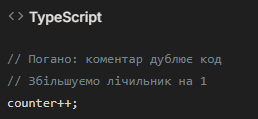 <> TypeScript
// Погано: коментар дублює код
// Збільшуємо лічильник на 1
counter++;